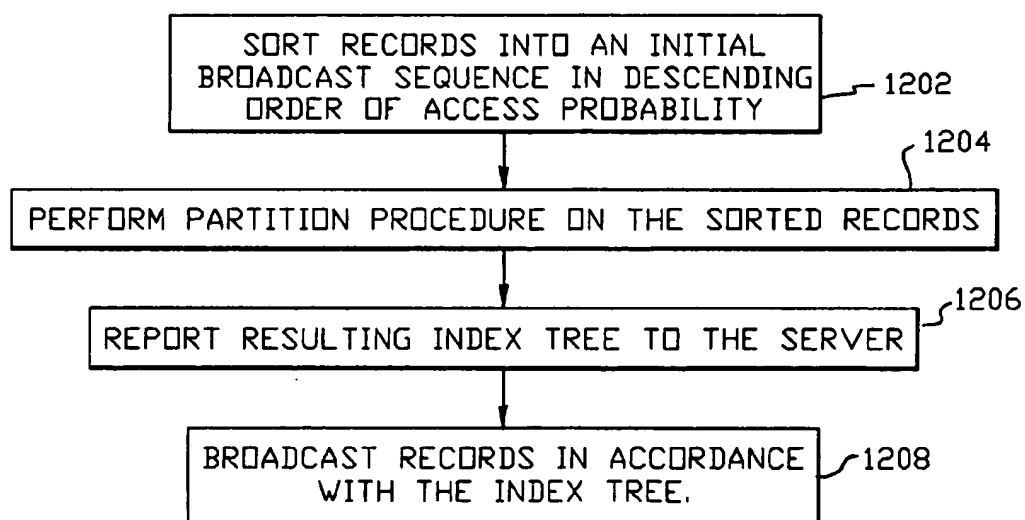 SORT RECORDS INTO AN INITIAL
BROADCAST SEQUENCE IN DESCENDING
ORDER OF ACCESS PROBABILITY
1202
1204
PERFORM PARTITION PROCEDURE ON THE SORTED RECORDS
1206
REPORT RESULTING INDEX TREE TO THE SERVER
BROADCAST RECORDS IN ACCORDANCE
WITH THE INDEX TREE.
1208